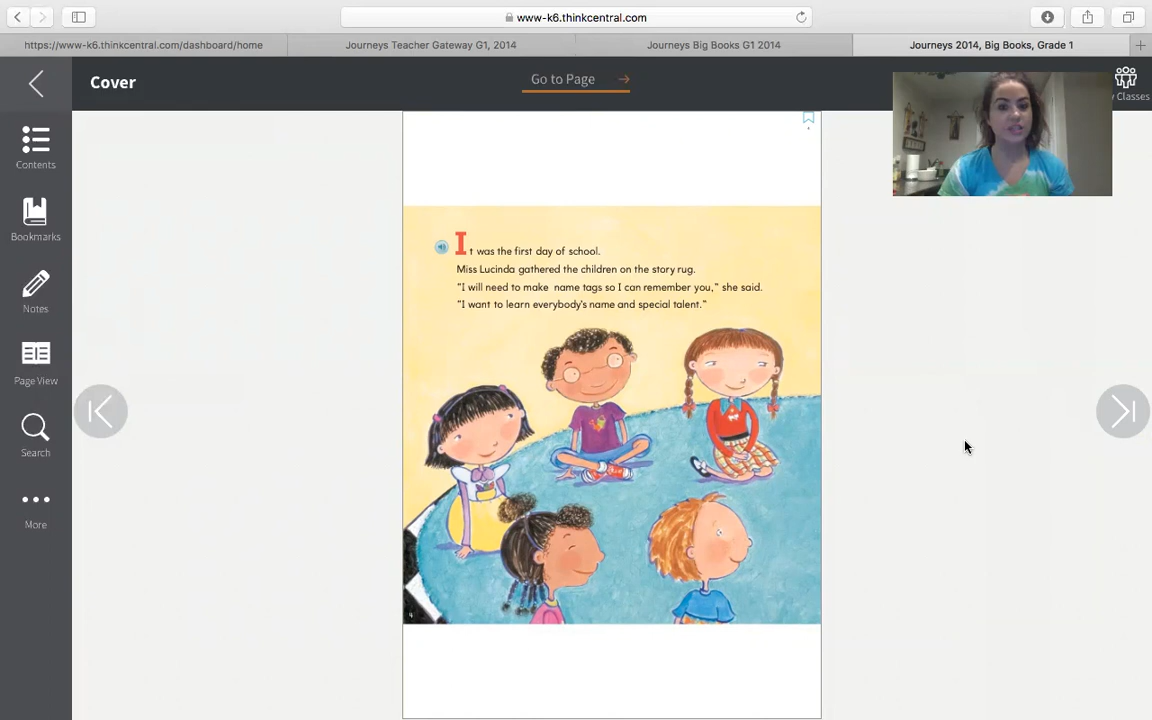 www-k6.thinkcentral.com
https://www-k6.thinkcentral.com/dashboard/home
Journeys Teacher Gateway G1, 2014
Journeys Big Books G1 2014
Journeys 2014, Big Books, Grade 1
Cover
Go to Page
Classes
Contents
Bookmarks
Notes
Page View
Search
More
It was the first day of school.
Miss Lucinda gathered the children on the story rug.
“I will need to make name tags so I can remember you,” she said.
“I want to learn everybody’s name and special talent.”
4